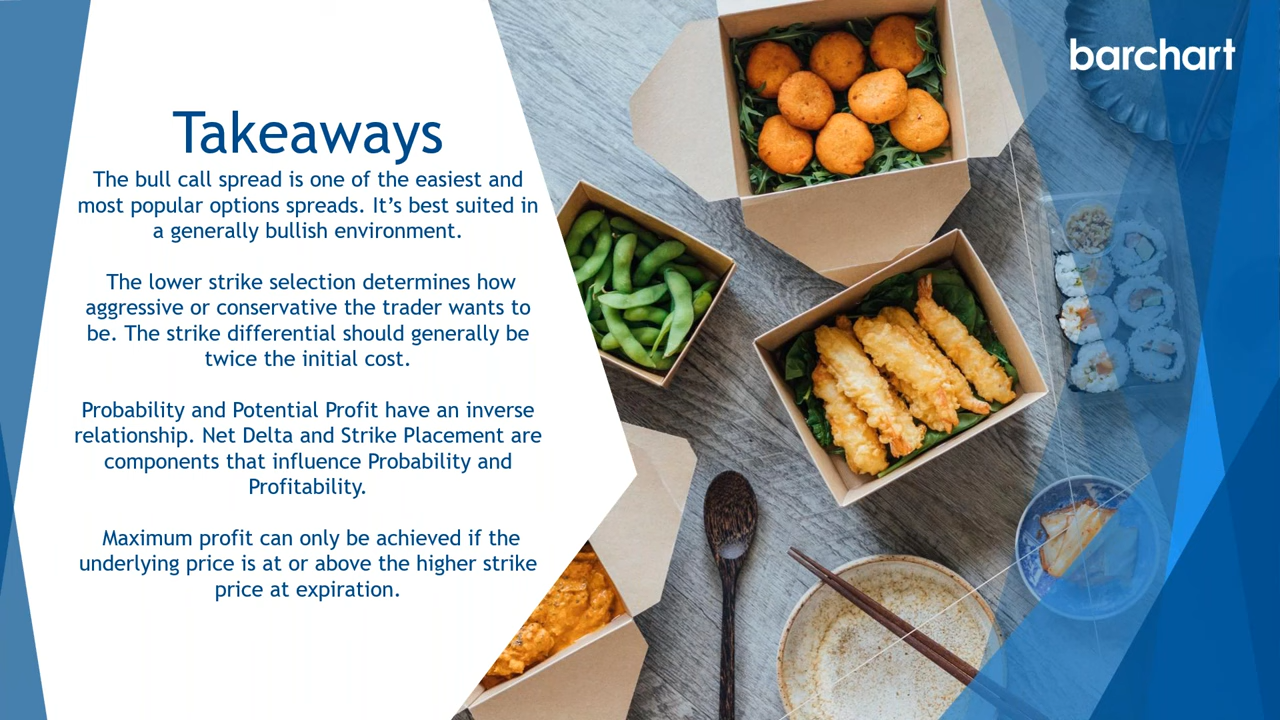 barchart
Takeaways
The bull call spread is one of the easiest and
most popular options spreads. It’s best suited in
a generally bullish environment.
The lower strike selection determines how
aggressive or conservative the trader wants to
be. The strike differential should generally be
twice the initial cost.
Probability and Potential Profit have an inverse
relationship. Net Delta and Strike Placement are
components that influence Probability and
Profitability.
Maximum profit can only be achieved if the
underlying price is at or above the higher strike
price at expiration.